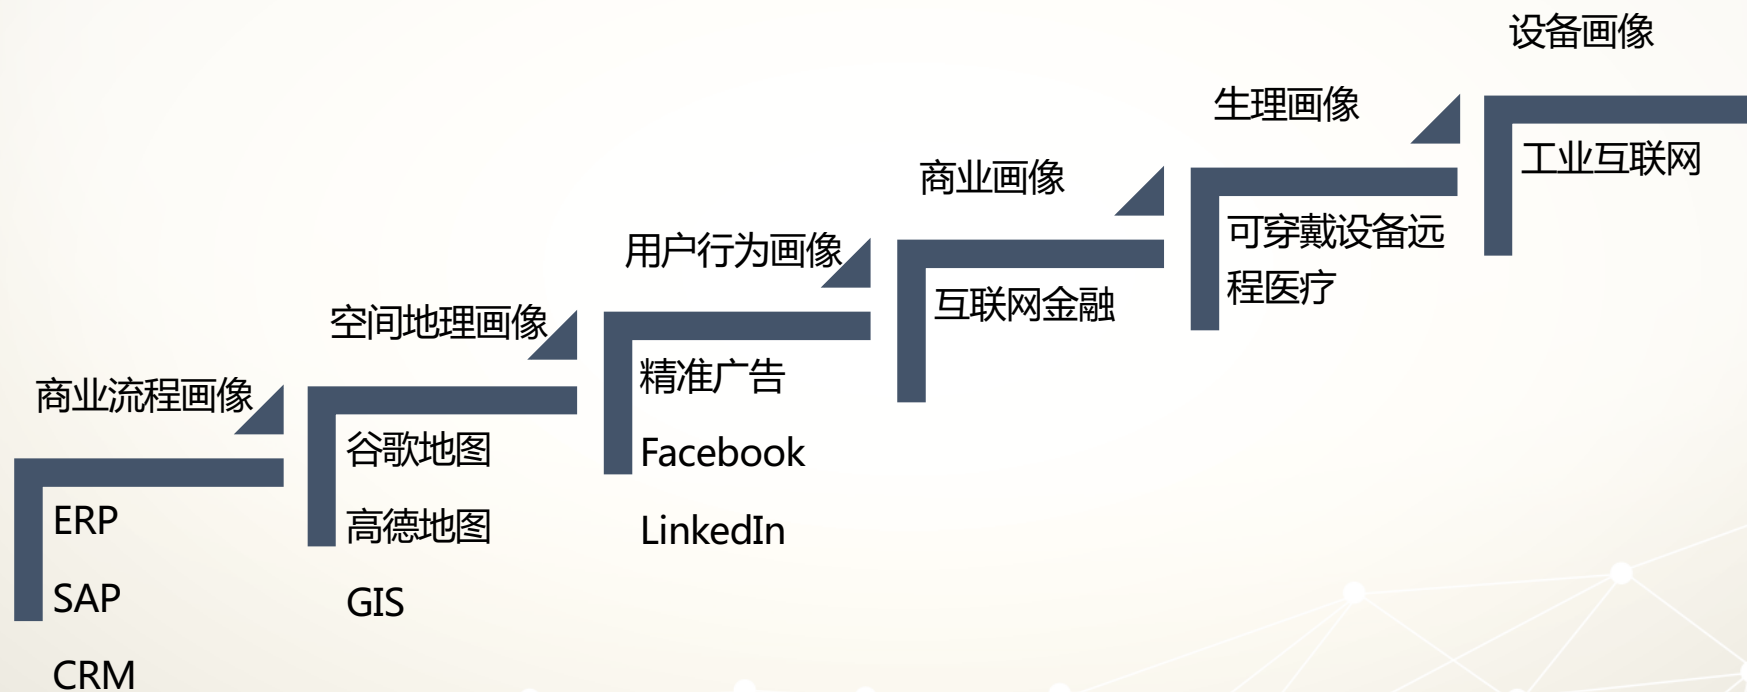 商业流程画像
ERP
SAP
CRM
空间地理画像
谷歌地图
高德地图
GIS
用户行为画像
精准广告
Facebook
LinkedIn
商业画像
互联网金融
生理画像
可穿戴设备远
程医疗
设备画像
工业互联网